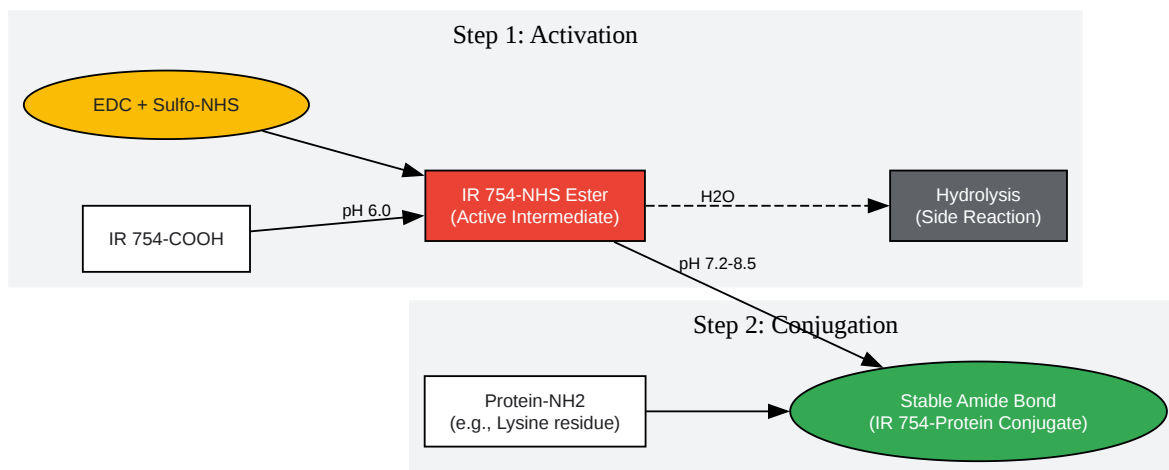 Step 1: Activation
EDC + Sulfo-NHS
IR 754-COOH
pH 6.0
IR 754-NHS Ester
(Active Intermediate)
H2O
Hydrolysis
(Side Reaction)
pH 7.2-8.5
Step 2: Conjugation
Protein-NH2
(e.g., Lysine residue)
Stable Amide Bond
(IR 754-Protein Conjugate)